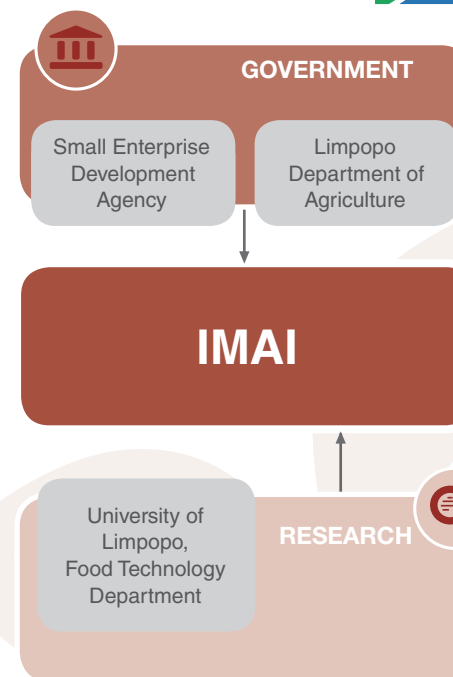 GOVERNMENT
Small Enterprise
Development
Agency
Limpopo
Department of
Agriculture
IMAI
University of
Limpopo,
Food Technology
Department
RESEARCH